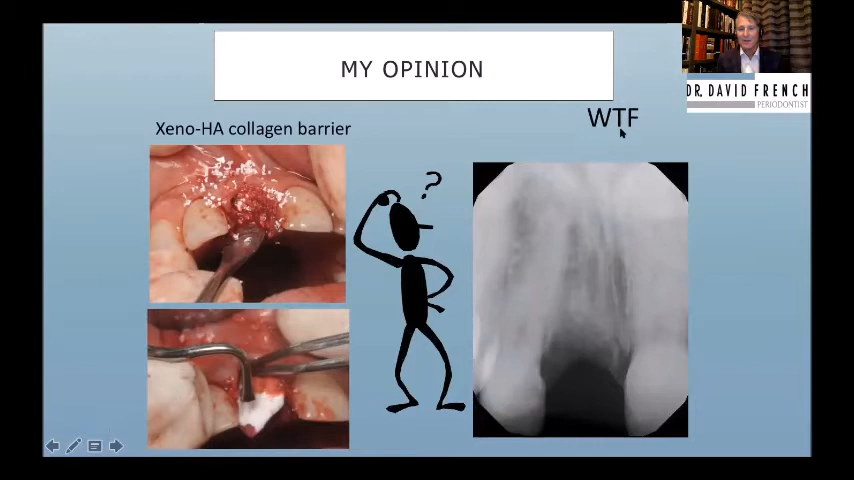 MY OPINION
WTF
Xeno-HA collagen barrier
?
DR. DAVID FRENCH
PERIODONTIST